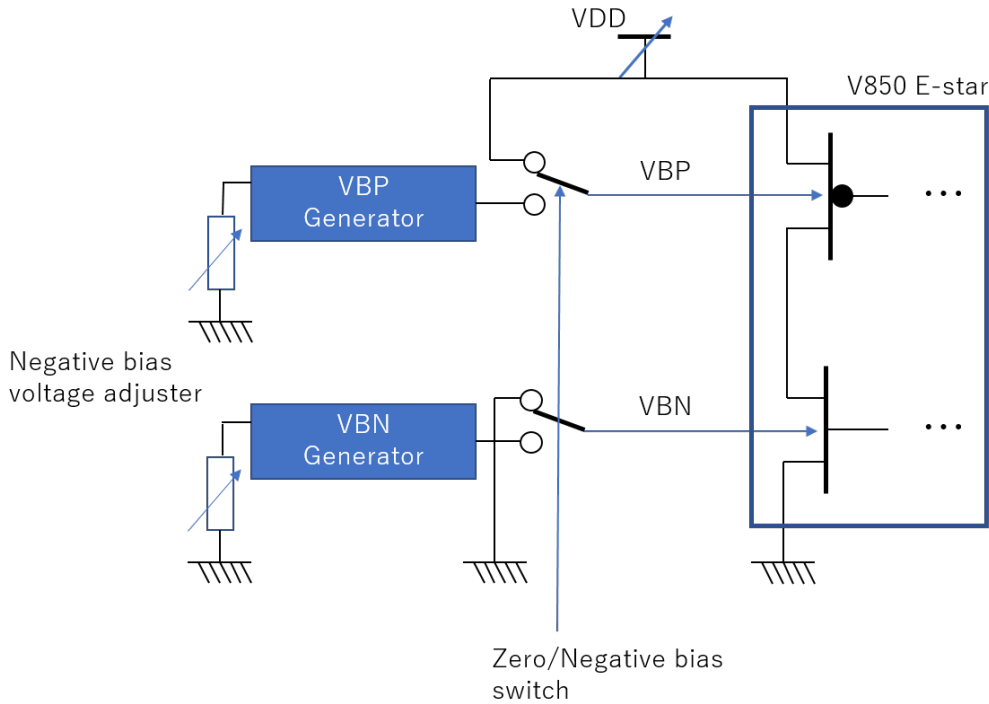 VDD
V850 E-star
VBP
Generator
VBP
...
Negative bias
voltage adjuster
VBN
Generator
VBN
...
Zero/Negative bias
switch